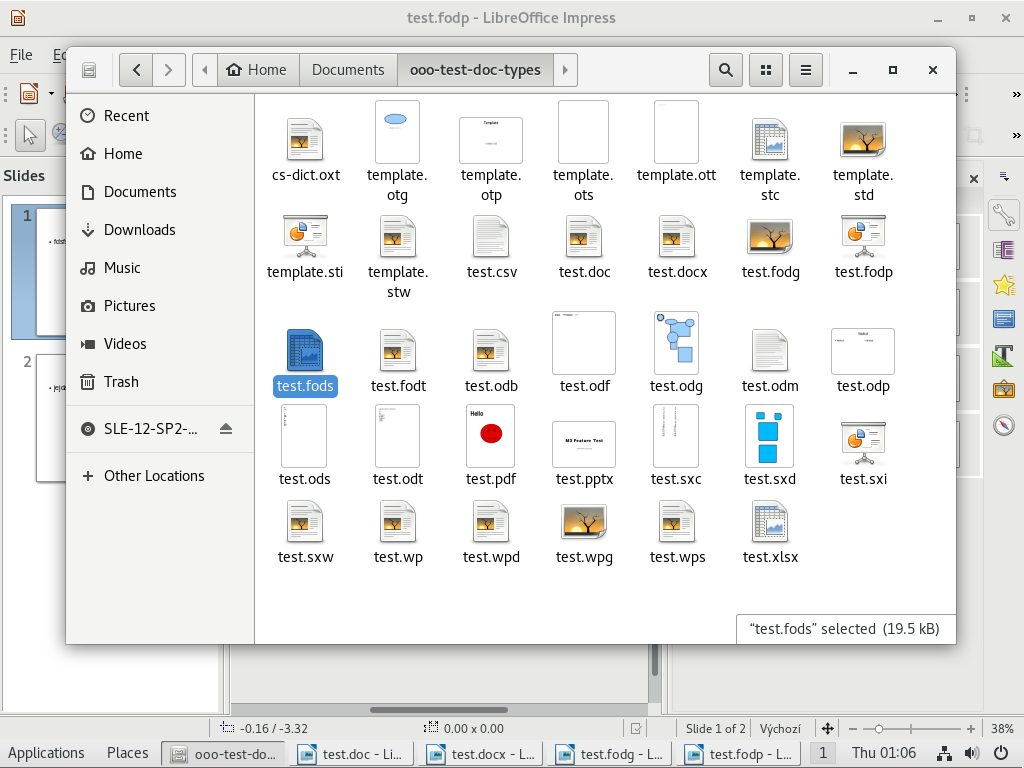 test.fodp - LibreOffice Impress
File
Home
Documents
ooo-test-doc-types
Recent
Home
Documents
Downloads
Music
Pictures
Videos
Trash
SLE-12-SP2-...
Other Locations
cs-dict.oxt
template.
otg
template.
otp
template.
ots
template.ott
template.
stc
template.
std
template.sti
template.
stw
test.csv
test.doc
test.docx
test.fodg
test.fodp
test.fods
test.fodt
test.odb
test.odf
test.odg
test.odm
test.odp
test.ods
test.odt
test.pdf
test.pptx
test.sxc
test.sxd
test.sxi
test.sxw
test.wp
test.wpd
test.wpg
test.wps
test.xlsx
Template
Hello
M3 Feature Test
“test.fods” selected (19.5 kB)
Slides
1
2
-0.16 / -3.32
0.00 x 0.00
Slide 1 of 2
Výchozí
38%
Applications
Places
ooo-test-do...
test.doc - Li...
test.docx - L...
test.fodg - L...
test.fodp - L...
1
Thu 01:06